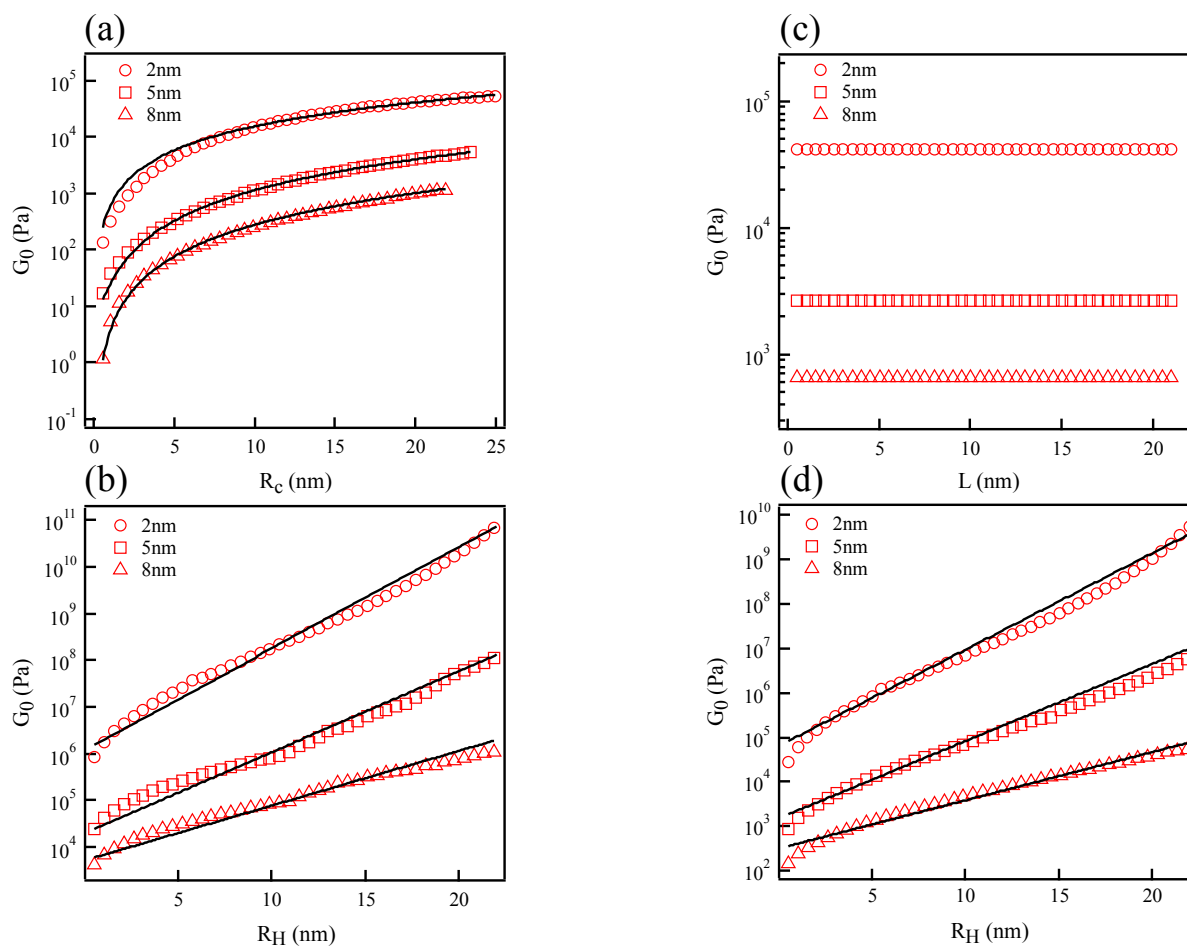 (a)
2nm
5nm
8nm
10^5
10^4
10^3
10^2
10^1
10^0
10^-1
G_0 (Pa)
0 5 10 15 20 25
R_c (nm)
(c)
2nm
5nm
8nm
10^5
10^4
10^3
G_0 (Pa)
0 5 10 15 20
L (nm)
(b)
2nm
5nm
8nm
10^11
10^10
10^9
10^8
10^7
10^6
10^5
10^4
G_0 (Pa)
5 10 15 20
R_H (nm)
(d)
2nm
5nm
8nm
10^10
10^9
10^8
10^7
10^6
10^5
10^4
10^3
10^2
G_0 (Pa)
5 10 15 20
R_H (nm)